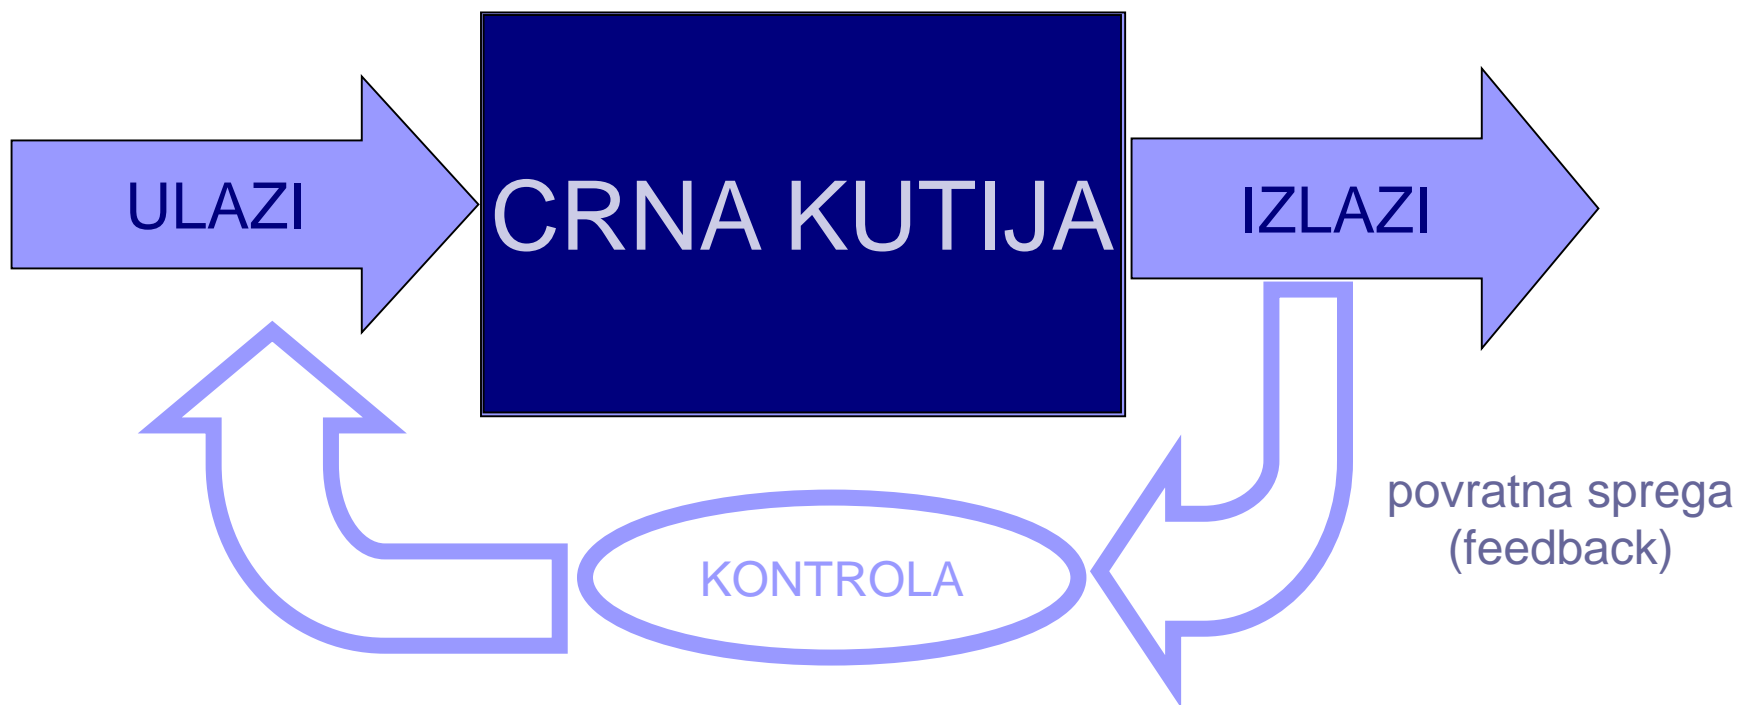 ULAZI
CRNA KUTIJA
IZLAZI
povratna sprega
(feedback)
KONTROLA